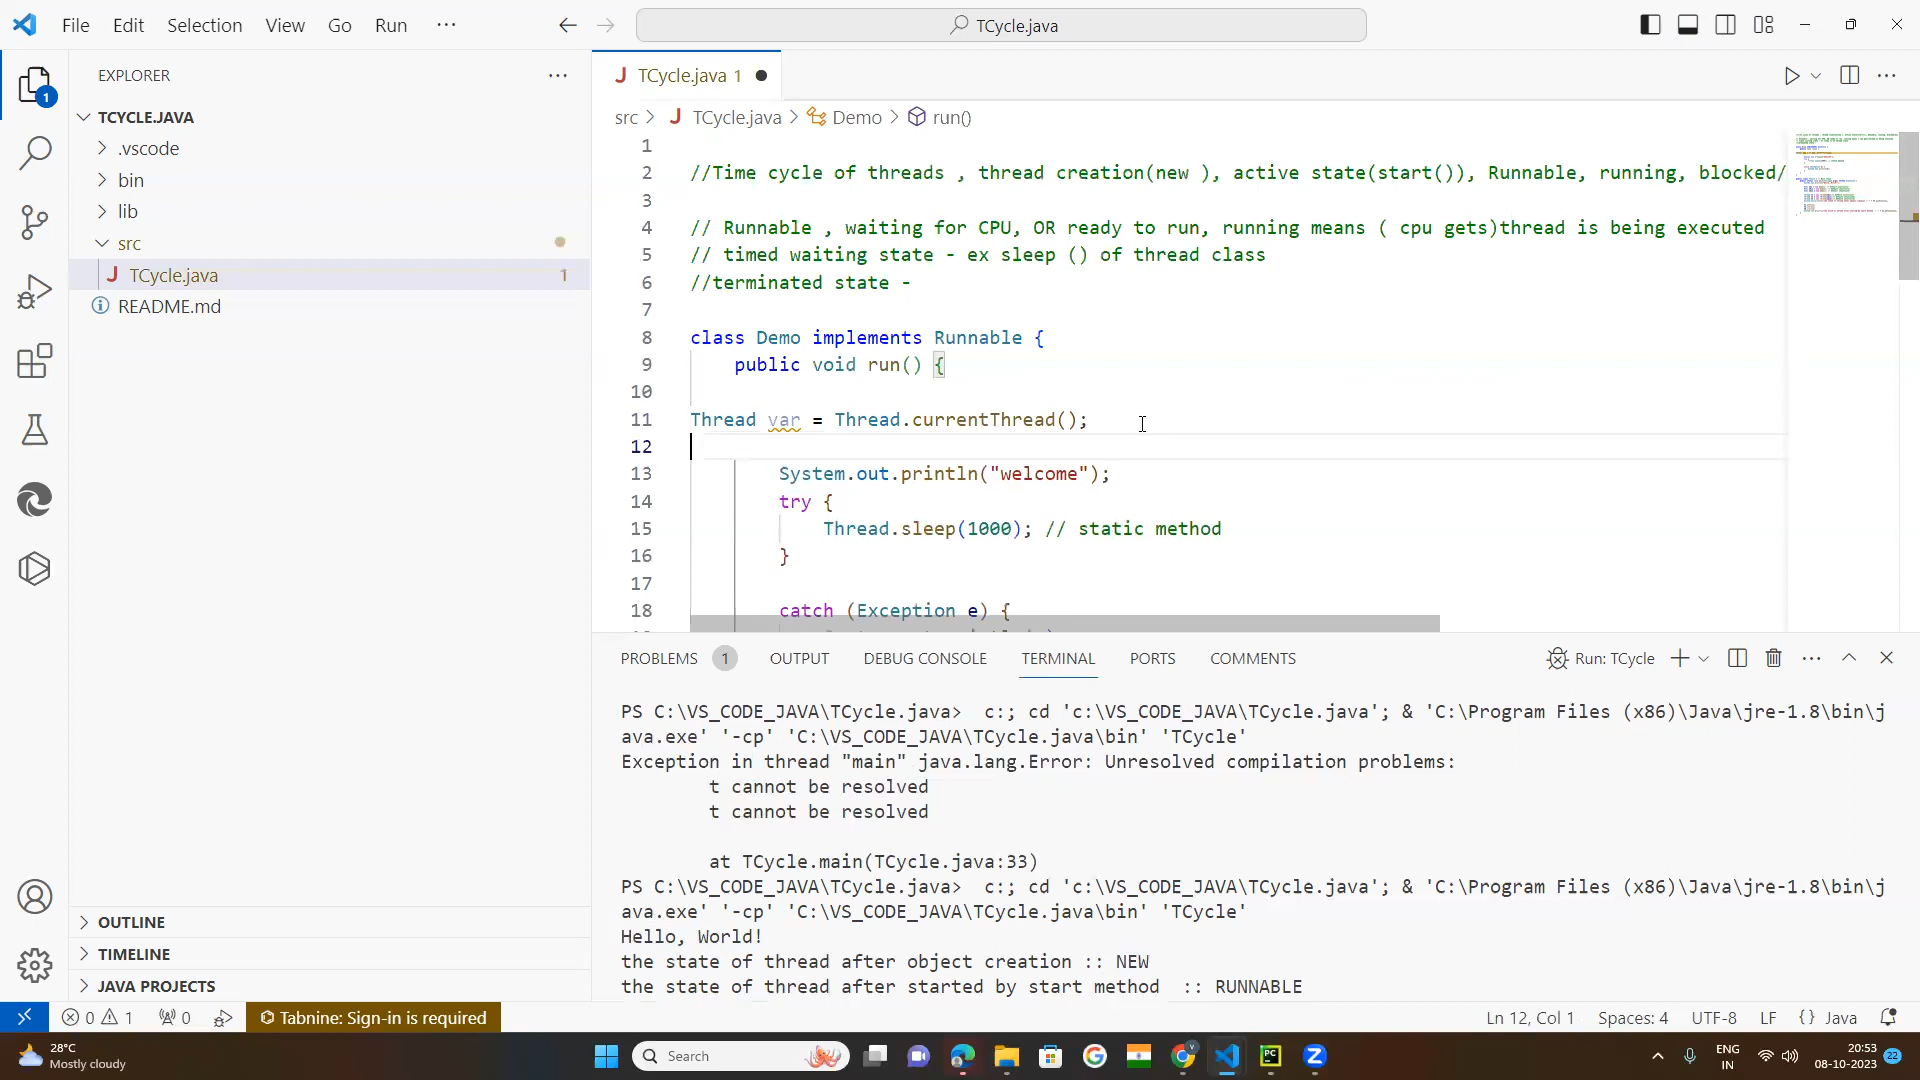 File Edit Selection View Go Run ···
TCycle.java
EXPLORER
TCYCLE.JAVA
.vscode
bin
lib
src
TCycle.java 1
README.md
OUTLINE
TIMELINE
JAVA PROJECTS
1
TCycle.java 1
src > TCycle.java > Demo > run()
1
2 //Time cycle of threads , thread creation(new ), active state(start()), Runnable, running, blocked/
3
4 // Runnable , waiting for CPU, OR ready to run, running means ( cpu gets)thread is being executed
5 // timed waiting state - ex sleep () of thread class
6 //terminated state -
7
8 class Demo implements Runnable {
9 public void run() {
10
11 Thread var = Thread.currentThread();
12
13 System.out.println("welcome");
14 try {
15 Thread.sleep(1000); // static method
16 }
17
18 catch (Exception e) {
PROBLEMS 1 OUTPUT DEBUG CONSOLE TERMINAL PORTS COMMENTS
Run: TCycle
PS C:\VS_CODE_JAVA\TCycle.java>  c:; cd 'c:\VS_CODE_JAVA\TCycle.java'; & 'C:\Program Files (x86)\Java\jre-1.8\bin\j
ava.exe' '-cp' 'C:\VS_CODE_JAVA\TCycle.java\bin' 'TCycle'
Exception in thread "main" java.lang.Error: Unresolved compilation problems:
t cannot be resolved
t cannot be resolved
at TCycle.main(TCycle.java:33)
PS C:\VS_CODE_JAVA\TCycle.java>  c:; cd 'c:\VS_CODE_JAVA\TCycle.java'; & 'C:\Program Files (x86)\Java\jre-1.8\bin\j
ava.exe' '-cp' 'C:\VS_CODE_JAVA\TCycle.java\bin' 'TCycle'
Hello, World!
the state of thread after object creation :: NEW
the state of thread after started by start method  :: RUNNABLE
0 1 0 Tabnine: Sign-in is required
Ln 12, Col 1 Spaces: 4 UTF-8 LF {} Java
28°C
Mostly cloudy
Search
ENG
IN
20:53
08-10-2023
22